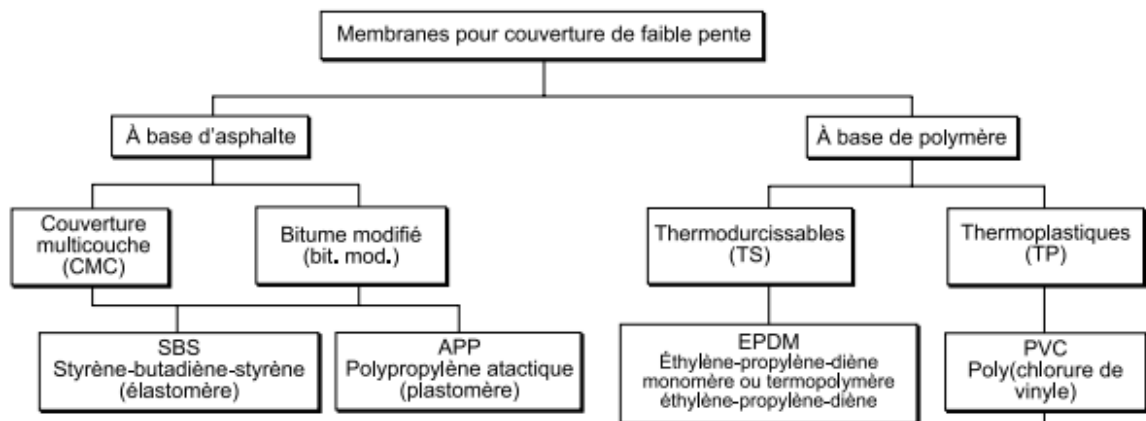 Membranes pour couverture de faible pente
À base d'asphalte
À base de polymère
Couverture
multicouche
(CMC)
Bitume modifié
(bit. mod.)
Thermodurcissables
(TS)
Thermoplastiques
(TP)
SBS
Styrène-butadiène-styrène
(élastomère)
APP
Polypropylène atactique
(plastomère)
EPDM
Éthylène-propylène-diène
monomère ou termopolymère
éthylène-propylène-diène
PVC
Poly(chlorure de
vinyle)